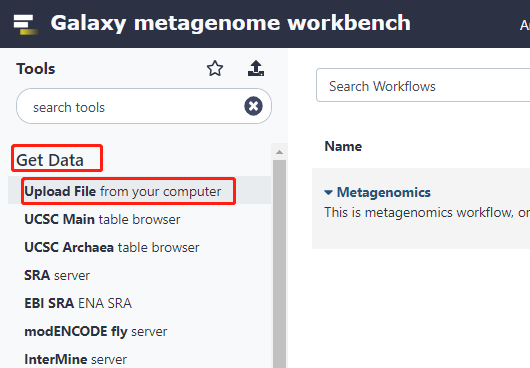 Galaxy metagenome workbench
Tools
search tools
Get Data
Upload File from your computer
UCSC Main table browser
UCSC Archaea table browser
SRA server
EBI SRA ENA SRA
modENCODE fly server
InterMine server
Search Workflows
Name
Metagenomics
This is metagenomics workflow, or